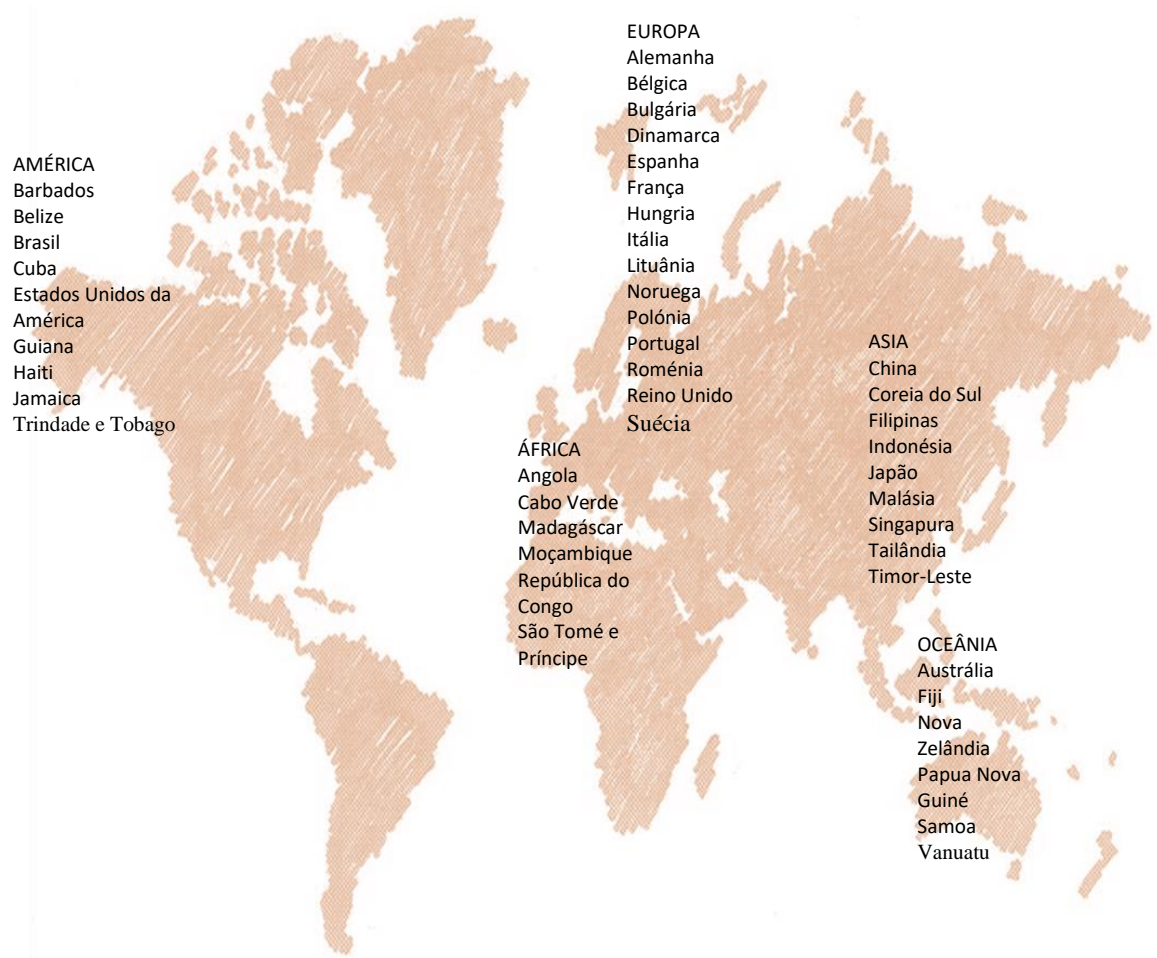 AMÉRICA
Barbados
Belize
Brasil
Cuba
Estados Unidos da
América
Guiana
Haiti
Jamaica
Trindade e Tobago
EUROPA
Alemanha
Bélgica
Bulgária
Dinamarca
Espanha
França
Hungria
Itália
Lituânia
Noruega
Polónia
Portugal
Roménia
Reino Unido
Suécia
ÁFRICA
Angola
Cabo Verde
Madagáscar
Moçambique
República do
Congo
São Tomé e
Príncipe
ASIA
China
Coreia do Sul
Filipinas
Indonésia
Japão
Malásia
Singapura
Tailândia
Timor-Leste
OCEÂNIA
Austrália
Fiji
Nova
Zelândia
Papua Nova
Guiné
Samoa
Vanuatu